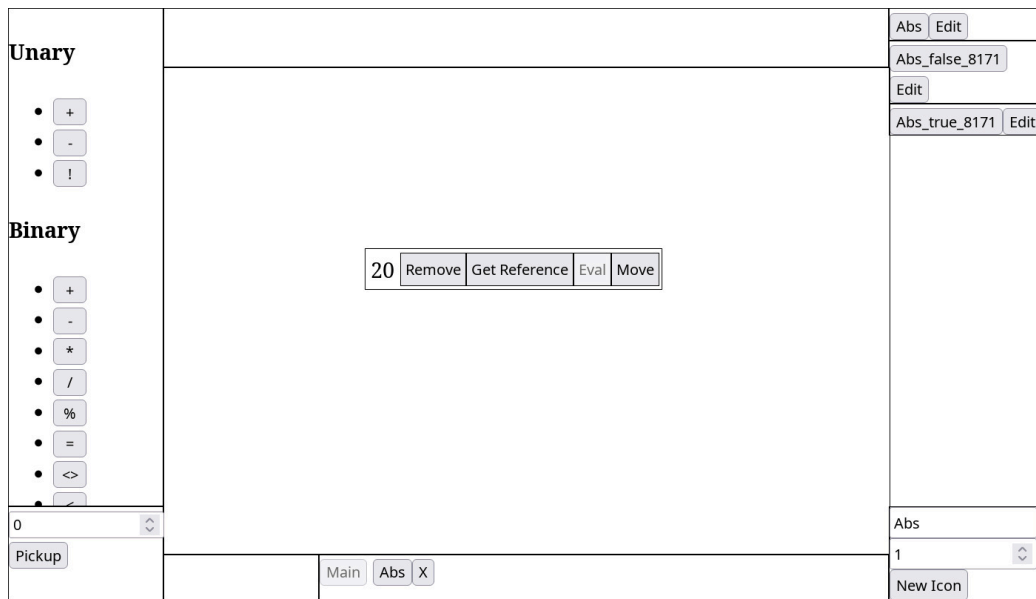 Unary
+
-
!
Binary
+
-
*
/
%
=
<>
<
0
Pickup
20 Remove Get Reference Eval Move
Main Abs X
Abs Edit
Abs_false_8171
Edit
Abs_true_8171 Edit
Abs
1
New Icon